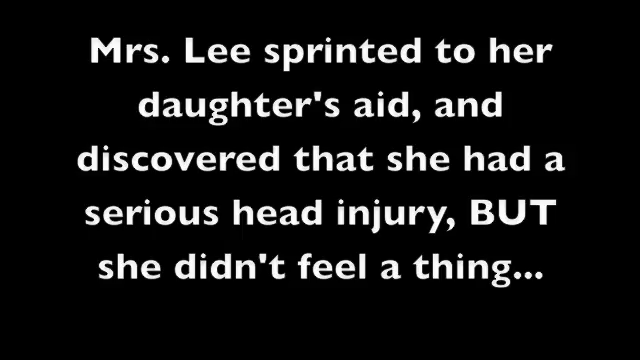 Mrs. Lee sprinted to her
daughter's aid, and
discovered that she had a
serious head injury, BUT
she didn't feel a thing...